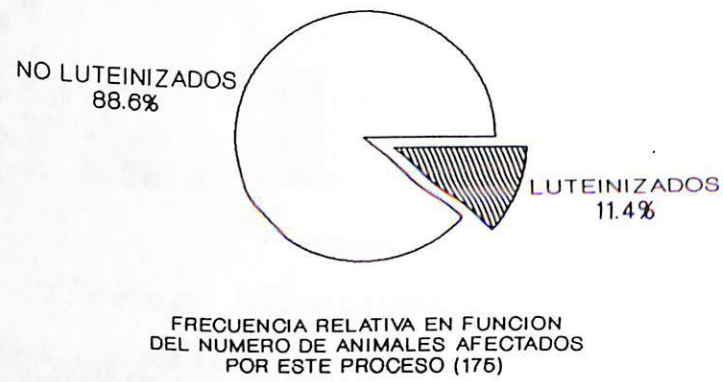 NO LUTEINIZADOS
88.6%
LUTEINIZADOS
11.4%
FRECUENCIA RELATIVA EN FUNCION
DEL NUMERO DE ANIMALES AFECTADOS
POR ESTE PROCESO (175)